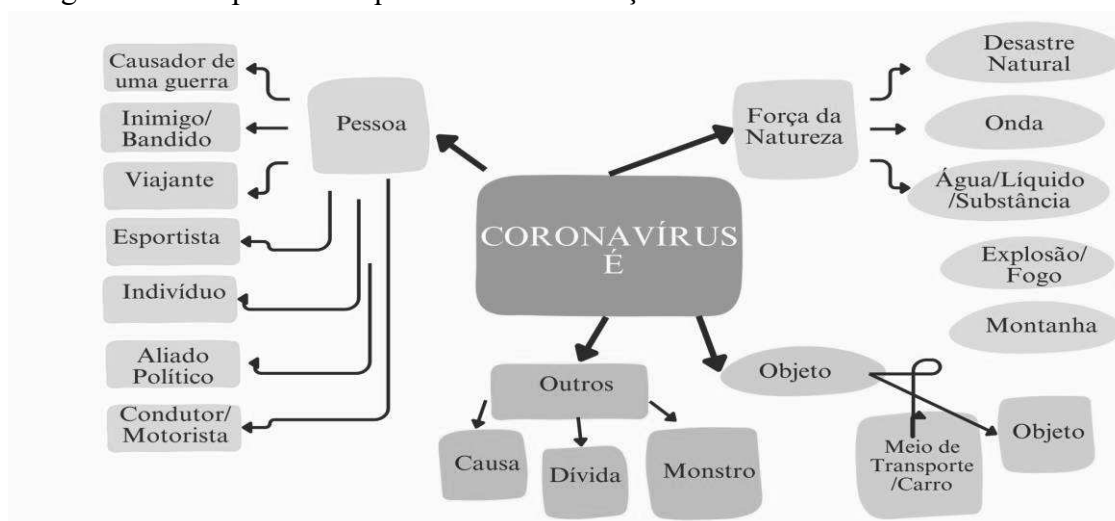 Causador de
uma guerra
Inimigo/
Bandido
Viajante
Esportista
Indivíduo
Aliado
Político
Condutor/
Motorista
Pessoa
CORONAVÍRUS
É
Força da
Natureza
Desastre
Natural
Onda
Água/Líquido
/Substância
Explosão/
Fogo
Montanha
Outros
Causa
Dívida
Monstro
Objeto
Meio de
Transporte
/Carro
Objeto